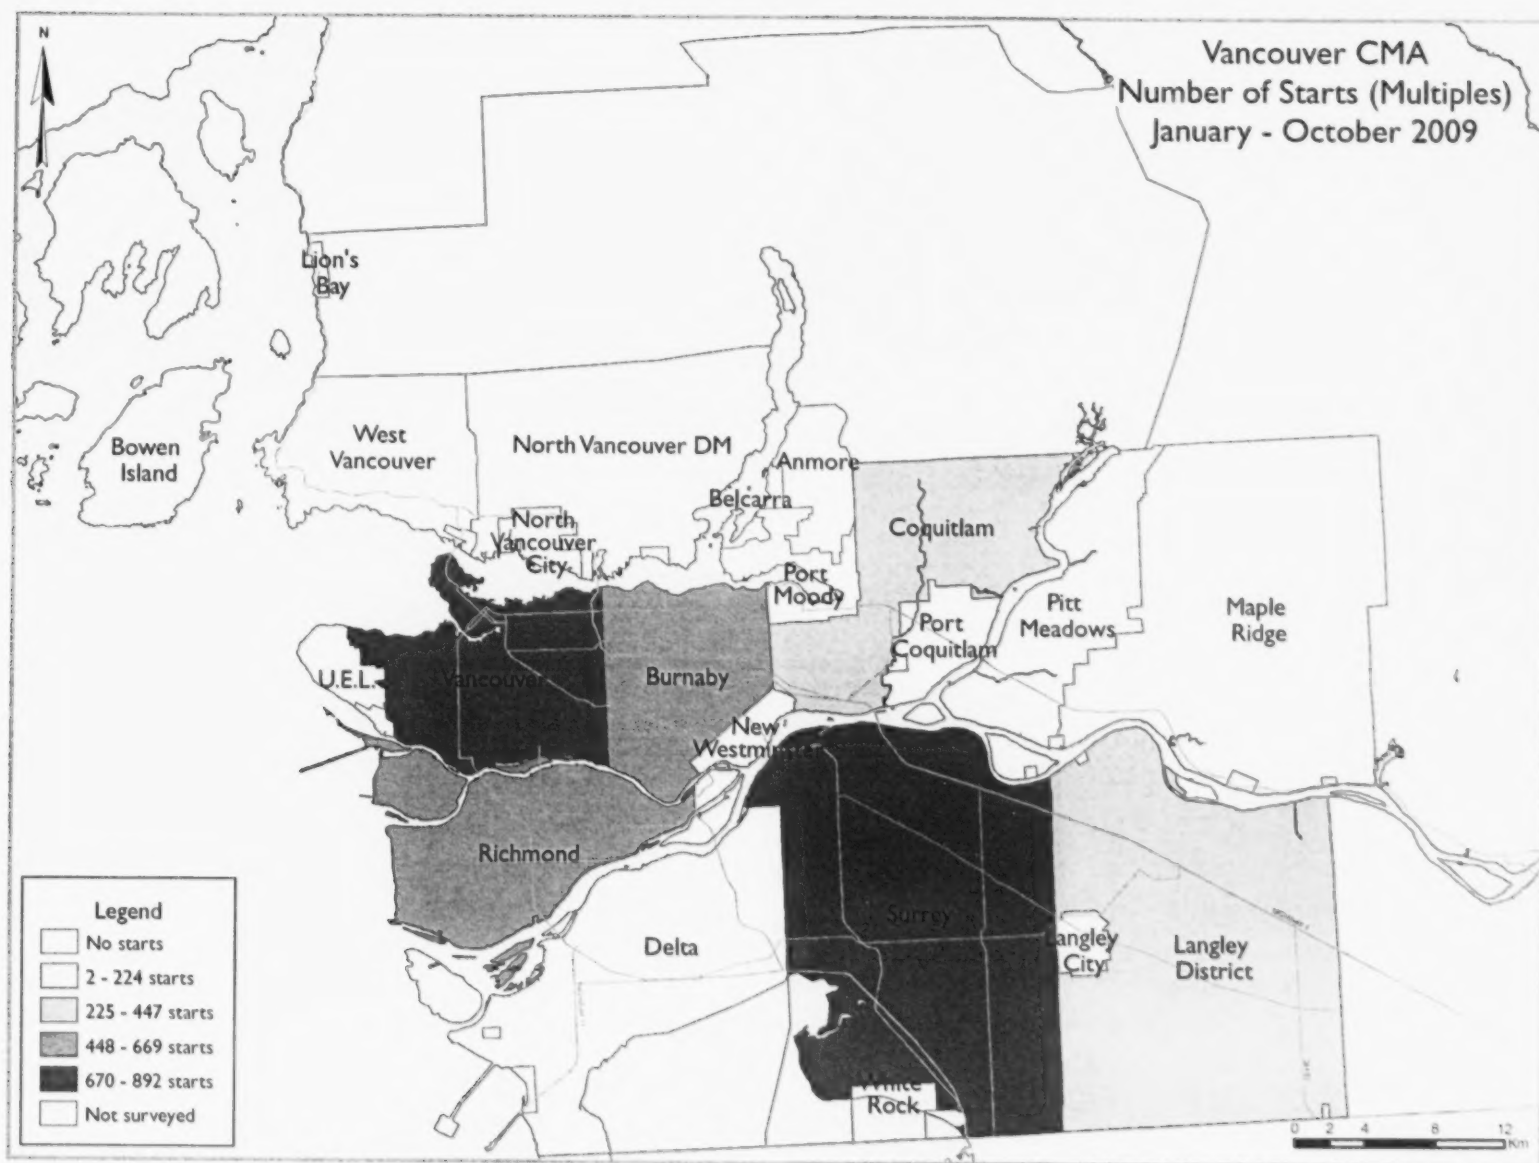 N
Vancouver CMA
Number of Starts (Multiples)
January - October 2009
Lion's
Bay
Bowen
Island
West
Vancouver
North Vancouver DM
Anmore
Belcarra
North
Vancouver
City
Coquitlam
Port
Moody
Port
Coquitlam
Pitt
Meadows
Maple
Ridge
U.E.L.
Vancouver
Burnaby
New
Westminster
Richmond
Surrey
Delta
Langley
City
Langley
District
White
Rock
Legend
No starts
2 - 224 starts
225 - 447 starts
448 - 669 starts
670 - 892 starts
Not surveyed
0 2 4 8 12
Km